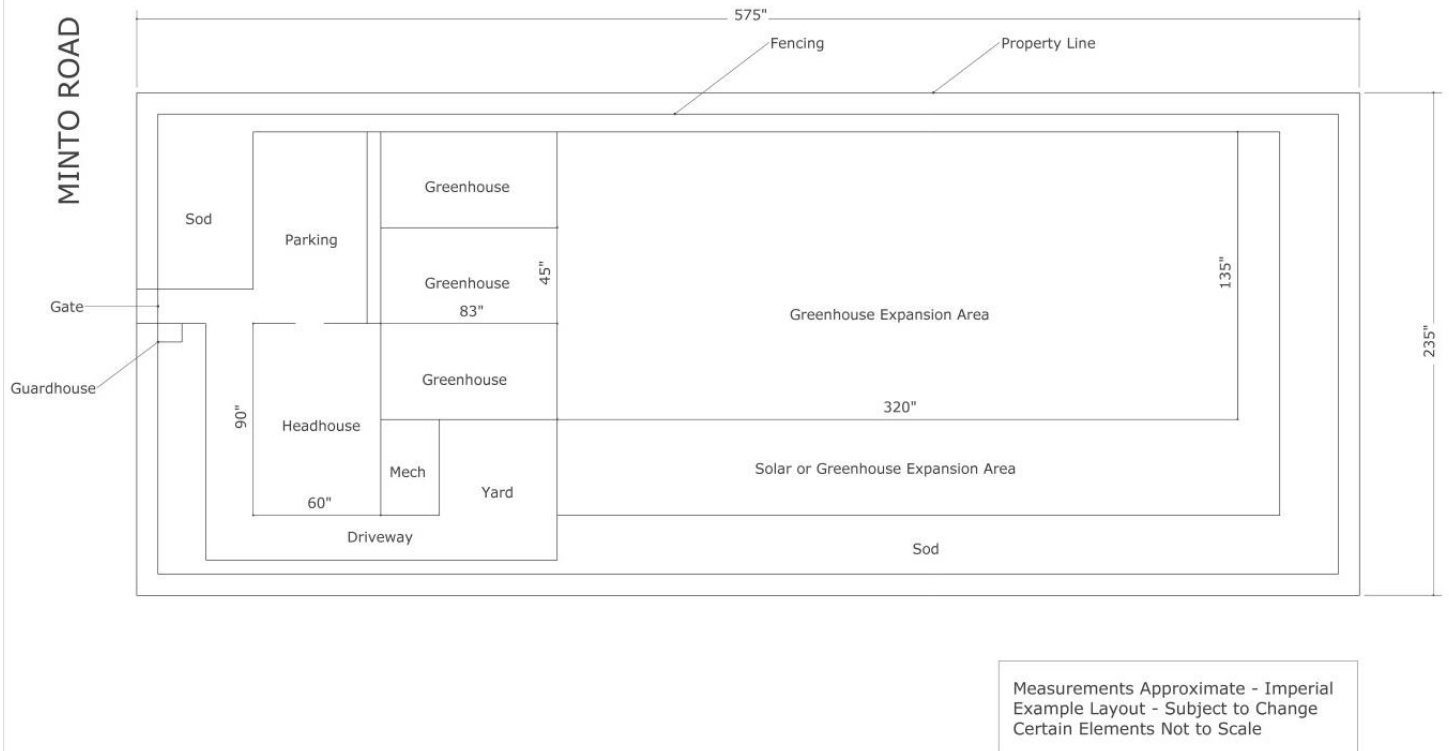 MINTO ROAD
575"
Fencing
Property Line
Greenhouse
Sod
Parking
Greenhouse
45"
135"
83"
Gate
Greenhouse Expansion Area
235"
Guardhouse
Greenhouse
90"
320"
Headhouse
Mech
Solar or Greenhouse Expansion Area
Yard
60"
Driveway
Sod
Measurements Approximate - Imperial
Example Layout - Subject to Change
Certain Elements Not to Scale